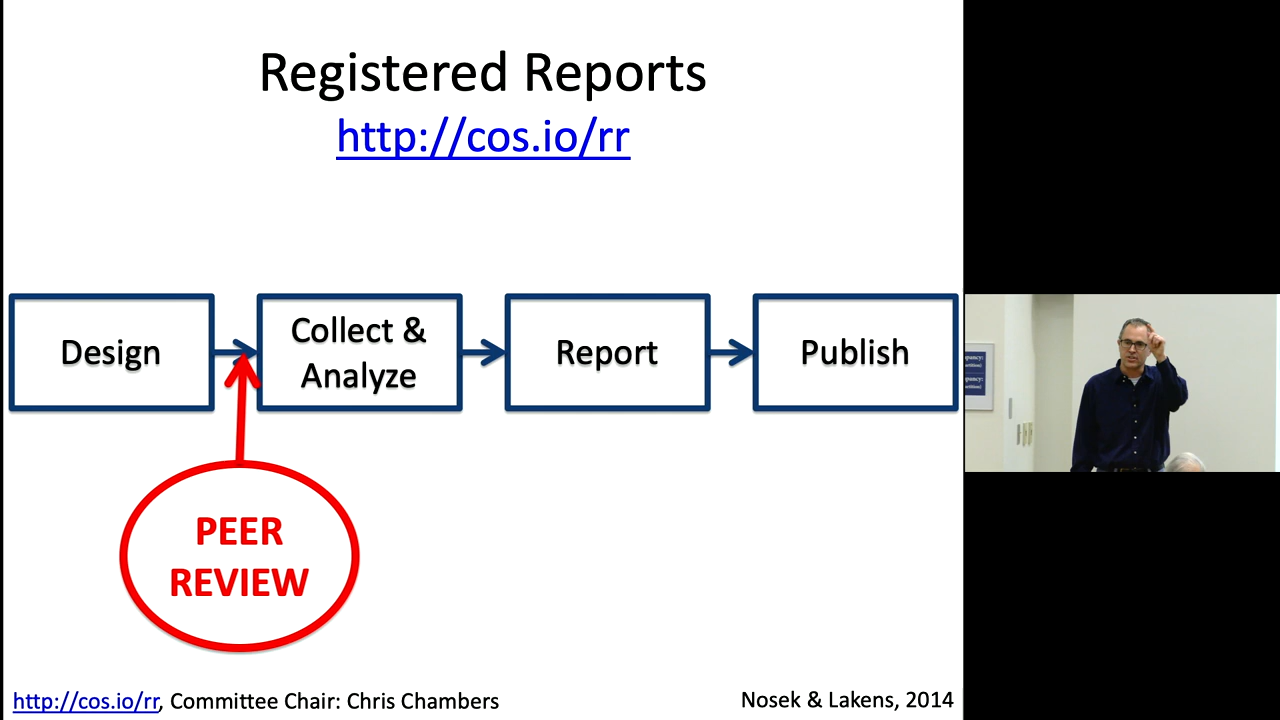 Registered Reports
http://cos.io/rr
Design
Collect &
Analyze
Report
Publish
PEER
REVIEW
http://cos.io/rr, Committee Chair: Chris Chambers
Nosek & Lakens, 2014